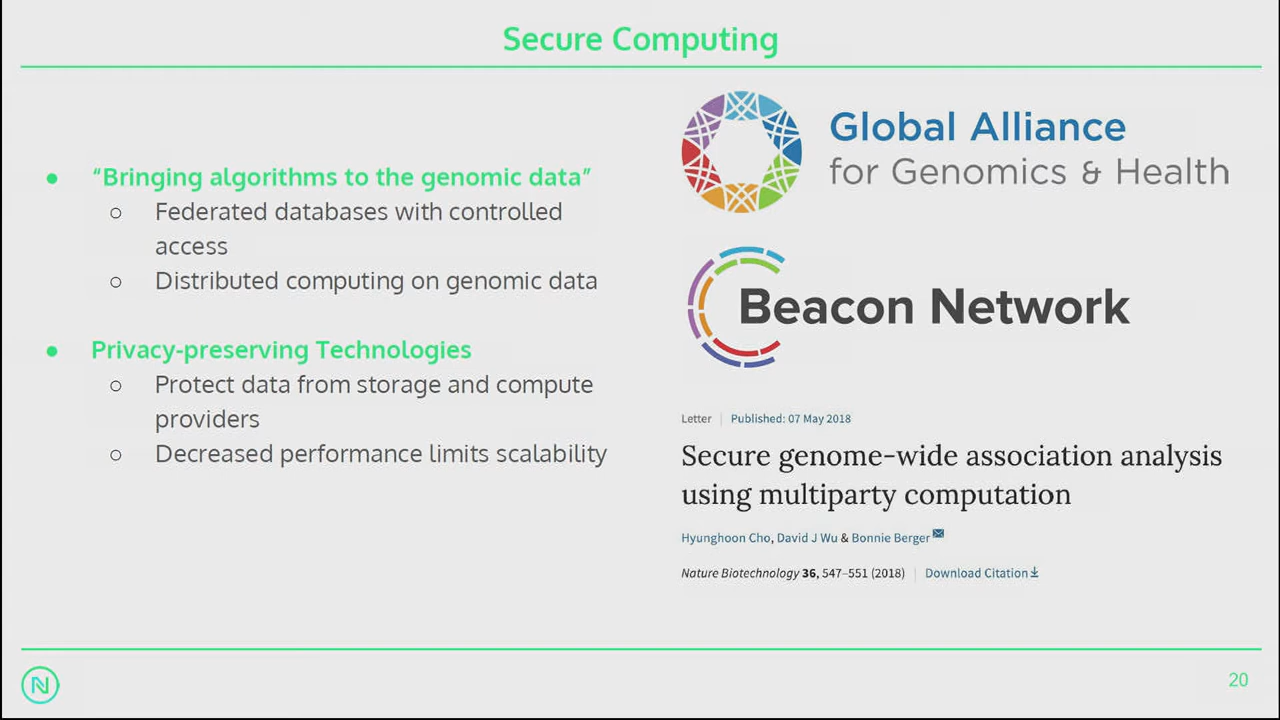 Secure Computing
● “Bringing algorithms to the genomic data”
○ Federated databases with controlled
access
○ Distributed computing on genomic data
● Privacy-preserving Technologies
○ Protect data from storage and compute
providers
○ Decreased performance limits scalability
Global Alliance
for Genomics & Health
Beacon Network
Letter | Published: 07 May 2018
Secure genome-wide association analysis
using multiparty computation
Hyunghoon Cho, David J Wu & Bonnie Berger
Nature Biotechnology 36, 547–551 (2018) | Download Citation
N
20